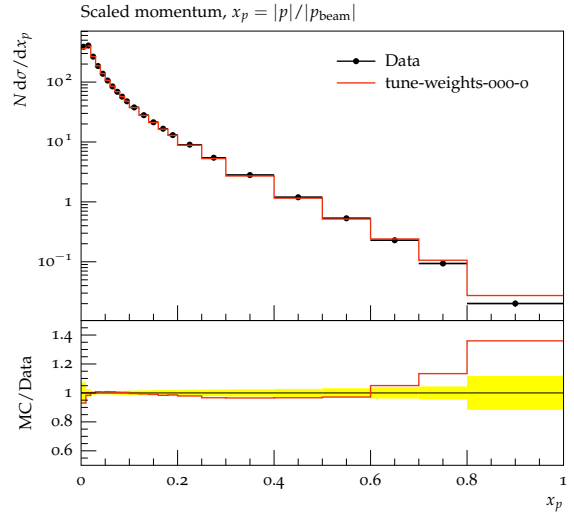 Scaled momentum, x_p = |p|/|p_beam|
N dσ/dx_p
Data
tune-weights-000-0
10^2
10^1
1
10^−1
MC/Data
1.4
1.2
1
0.8
0.6
0 0.2 0.4 0.6 0.8 1
x_p